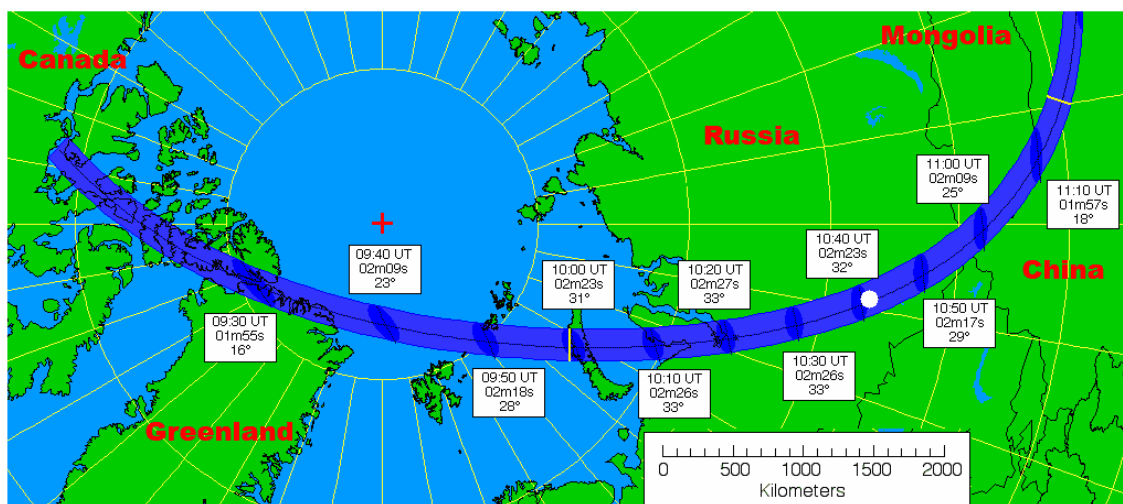 Canada
Mongolia
Russia
11:00 UT
02m09s
25°
11:10 UT
01m57s
18°
09:40 UT
02m09s
23°
10:00 UT
02m23s
31°
10:20 UT
02m27s
33°
10:40 UT
02m23s
32°
China
09:30 UT
01m55s
16°
09:50 UT
02m18s
28°
10:10 UT
02m26s
33°
10:30 UT
02m26s
33°
10:50 UT
02m17s
29°
Greenland
0 500 1000 1500 2000
Kilometers